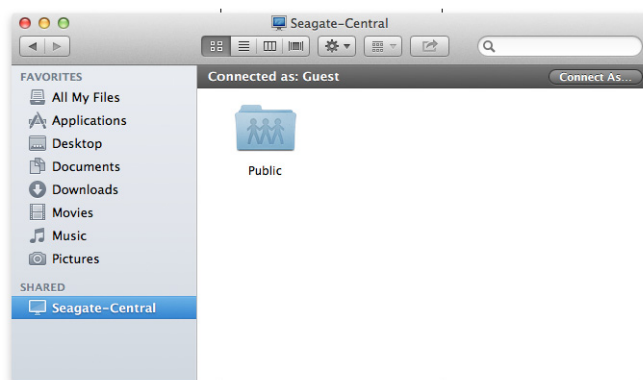 Seagate-Central
FAVORITES
All My Files
Applications
Desktop
Documents
Downloads
Movies
Music
Pictures
SHARED
Seagate-Central
Connected as: Guest
Connect As...
Public